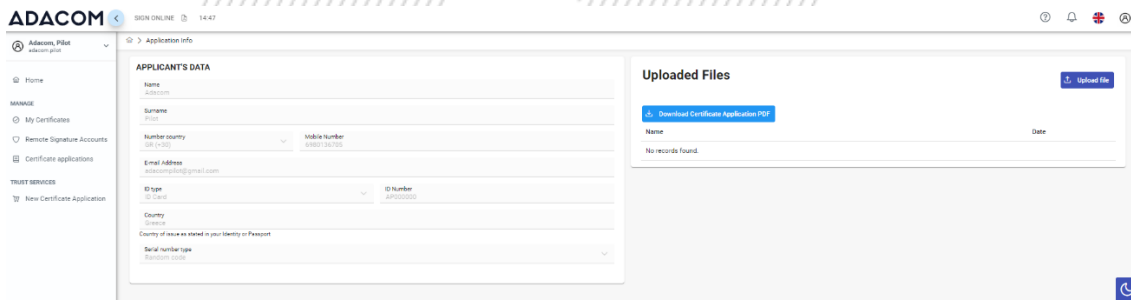 ADACOM
SIGN ONLINE 14:47
Adacom, Pilot
adacom pilot
Application Info
Home
MANAGE
My Certificates
Remote Signature Accounts
Certificate applications
TRUST SERVICES
New Certificate Application
APPLICANT'S DATA
Name
Adacom
Surname
Pilot
Number country
GR (+30)
Mobile Number
6980136706
E-mail Address
adacompilot@gmail.com
ID type
ID Card
ID Number
AP000000
Country
Greece
Country of issue as stated in your Identity or Passport
Serial number type
Random code
Uploaded Files
Upload file
Download Certificate Application PDF
Name Date
No records found.